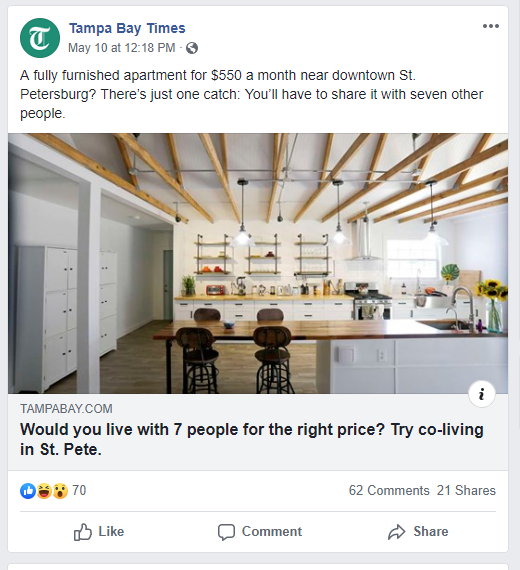 Tampa Bay Times
May 10 at 12:18 PM ·
A fully furnished apartment for $550 a month near downtown St.
Petersburg? There's just one catch: You'll have to share it with seven other
people.
TAMPABAY.COM
Would you live with 7 people for the right price? Try co-living
in St. Pete.
70
62 Comments 21 Shares
Like Comment Share